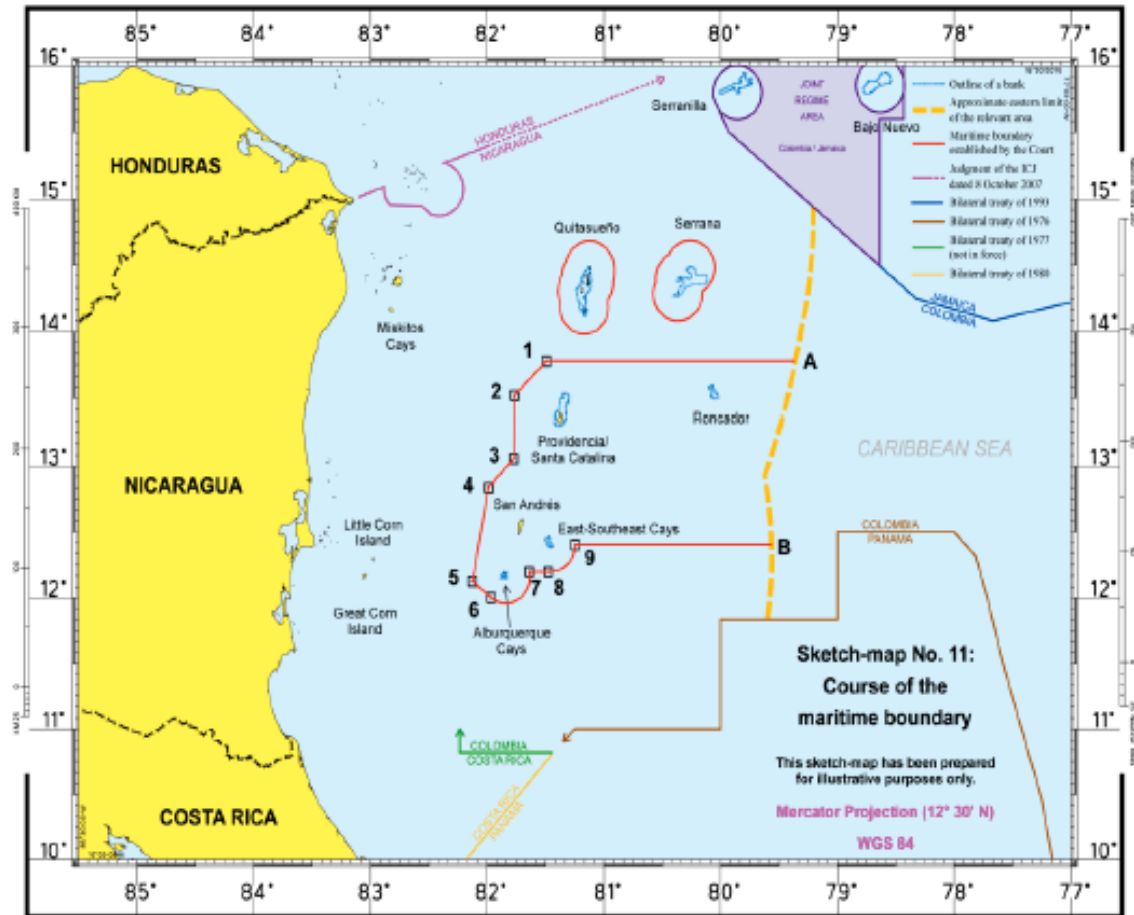 85° 84° 83° 82° 81° 80° 79° 78° 77°
16° 16°
Serranilla
JOINT
REGIME
AREA
Colombia / Jamaica
Bajo Nuevo
Outline of a bank
Approximate eastern limit
of the relevant area
Maritime boundary
established by the Court
Judgment of the ICJ
dated 8 October 2007
Bilateral treaty of 1993
Bilateral treaty of 1976
Bilateral treaty of 1977
(not in force)
Bilateral treaty of 1980
HONDURAS
NICARAGUA
HONDURAS
15° 15°
Quitasueño
Serrana
JAMAICA
COLOMBIA
14° 14°
Miskitos
Cays
1
A
2
Roncador
Providencia/
Santa Catalina
CARIBBEAN SEA
3
13° 13°
4
NICARAGUA
San Andrés
Little Corn
Island
East-Southeast Cays
COLOMBIA
PANAMA
B
9
5
7
8
12° 12°
6
Great Corn
Island
Alburquerque
Cays
Sketch-map No. 11:
Course of the
maritime boundary
11° 11°
COLOMBIA
COSTA RICA
This sketch-map has been prepared
for illustrative purposes only.
COSTA RICA
PANAMA
COSTA RICA
Mercator Projection (12° 30' N)
WGS 84
10° 10°
85° 84° 83° 82° 81° 80° 79° 78° 77°